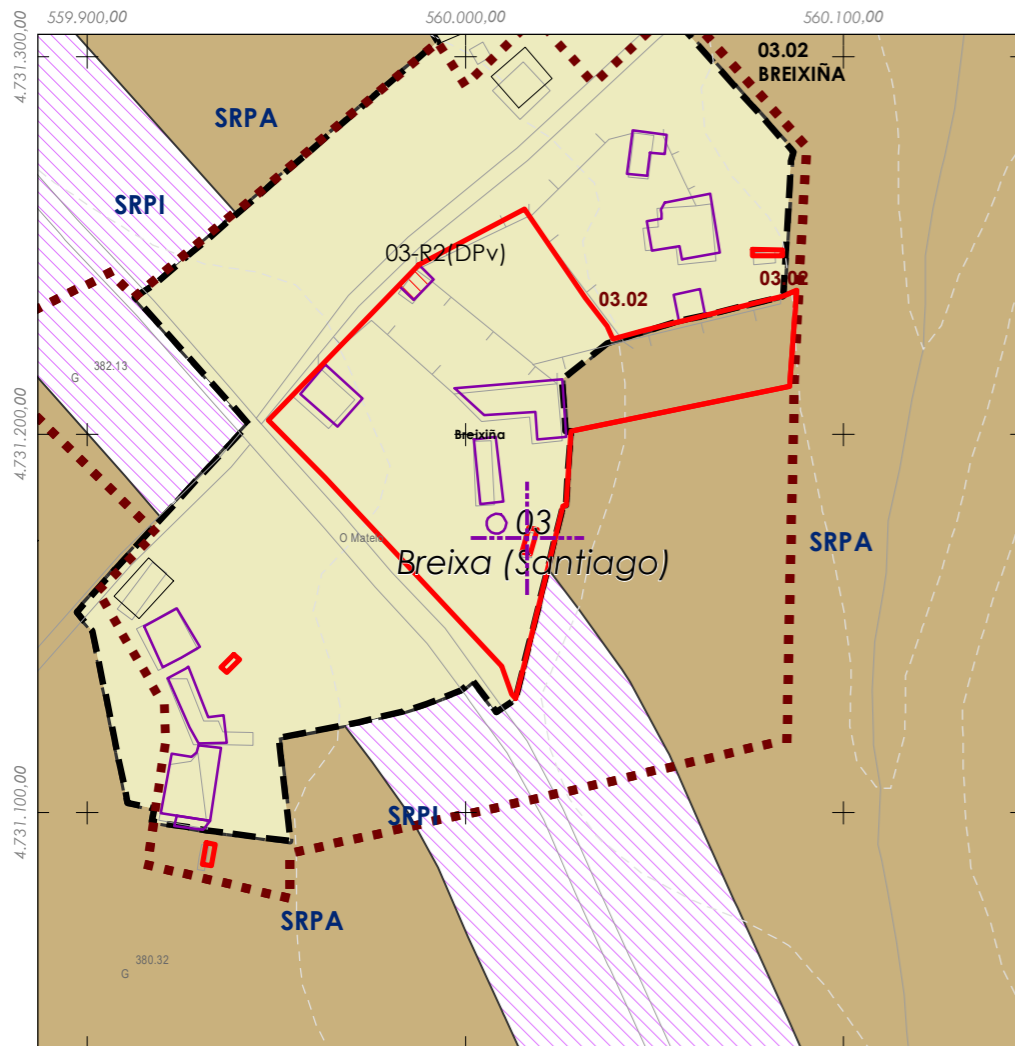 559.900,00
560.000,00
560.100,00
4.731.300,00
03.02
BREIXIÑA
SRPA
SRPI
03-R2(DPv)
03.02
03.02
G 382.13
4.731.200,00
Breixiña
O Mateio
03
Breixa (Santiago)
SRPA
4.731.100,00
SRPI
SRPA
G 380.32